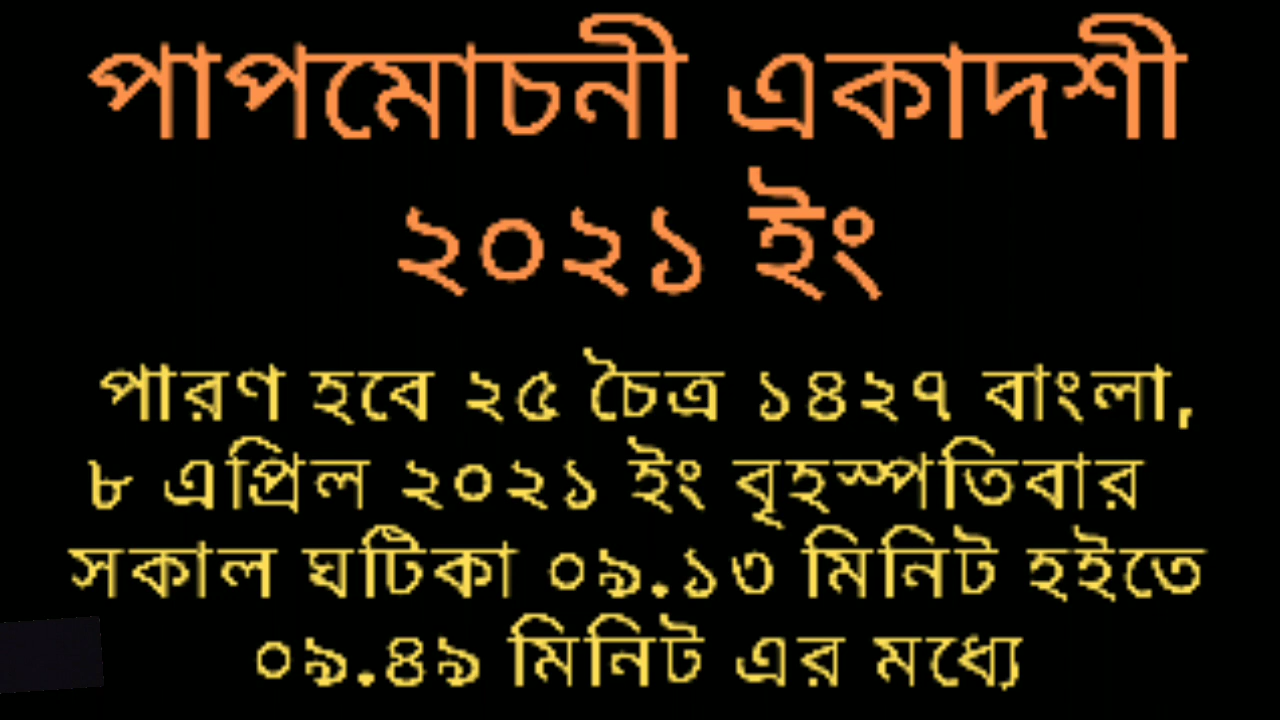 পাপমোচনী একাদশী
২০২১ ইং
পারণ হবে ২৫ চৈত্র ১৪২৭ বাংলা,
৮ এপ্রিল ২০২১ ইং বৃহস্পতিবার
সকাল ঘটিকা ০৯.১৩ মিনিট হইতে
০৯.৪৯ মিনিট এর মধ্যে